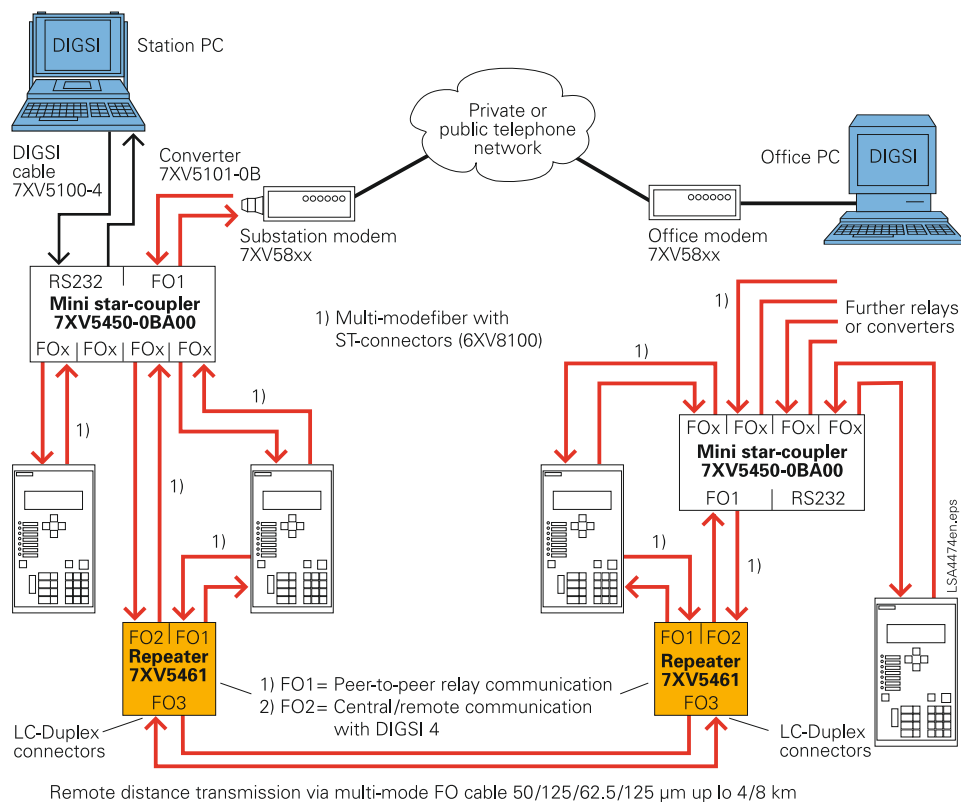 DIGSI
Station PC
DIGSI
cable
7XV5100-4
Converter
7XV5101-0B
Substation modem
7XV58xx
Private or
public telephone
network
Office PC
DIGSI
Office modem
7XV58xx
RS232
FO1
Mini star-coupler
7XV5450-0BA00
FOx
FOx
FOx
FOx
1) Multi-modefiber with
ST-connectors (6XV8100)
1)
Further relays
or converters
1)
1)
1)
1)
FOx
FOx
FOx
FOx
Mini star-coupler
7XV5450-0BA00
FO1
RS232
1)
1)
1)
LSA4474en.eps
FO2
FO1
Repeater
7XV5461
FO3
LC-Duplex
connectors
1) FO1= Peer-to-peer relay communication
2) FO2= Central/remote communication
with DIGSI 4
FO1
FO2
Repeater
7XV5461
FO3
LC-Duplex
connectors
Remote distance transmission via multi-mode FO cable 50/125/62.5/125 µm up lo 4/8 km